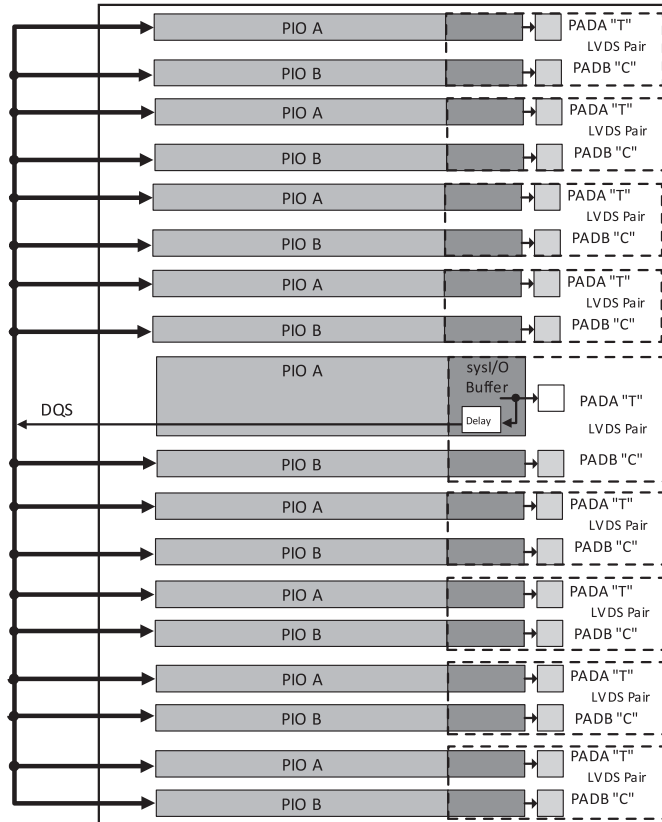 PIO A PADA "T"
LVDS Pair
PIO B PADB "C"
PIO A PADA "T"
LVDS Pair
PIO B PADB "C"
PIO A PADA "T"
LVDS Pair
PIO B PADB "C"
PIO A PADA "T"
LVDS Pair
PIO B PADB "C"
PIO A sysI/O
Buffer
PADA "T"
DQS Delay
LVDS Pair
PIO B PADB "C"
PIO A PADA "T"
LVDS Pair
PIO B PADB "C"
PIO A PADA "T"
LVDS Pair
PIO B PADB "C"
PIO A PADA "T"
LVDS Pair
PIO B PADB "C"
PIO A PADA "T"
LVDS Pair
PIO B PADB "C"